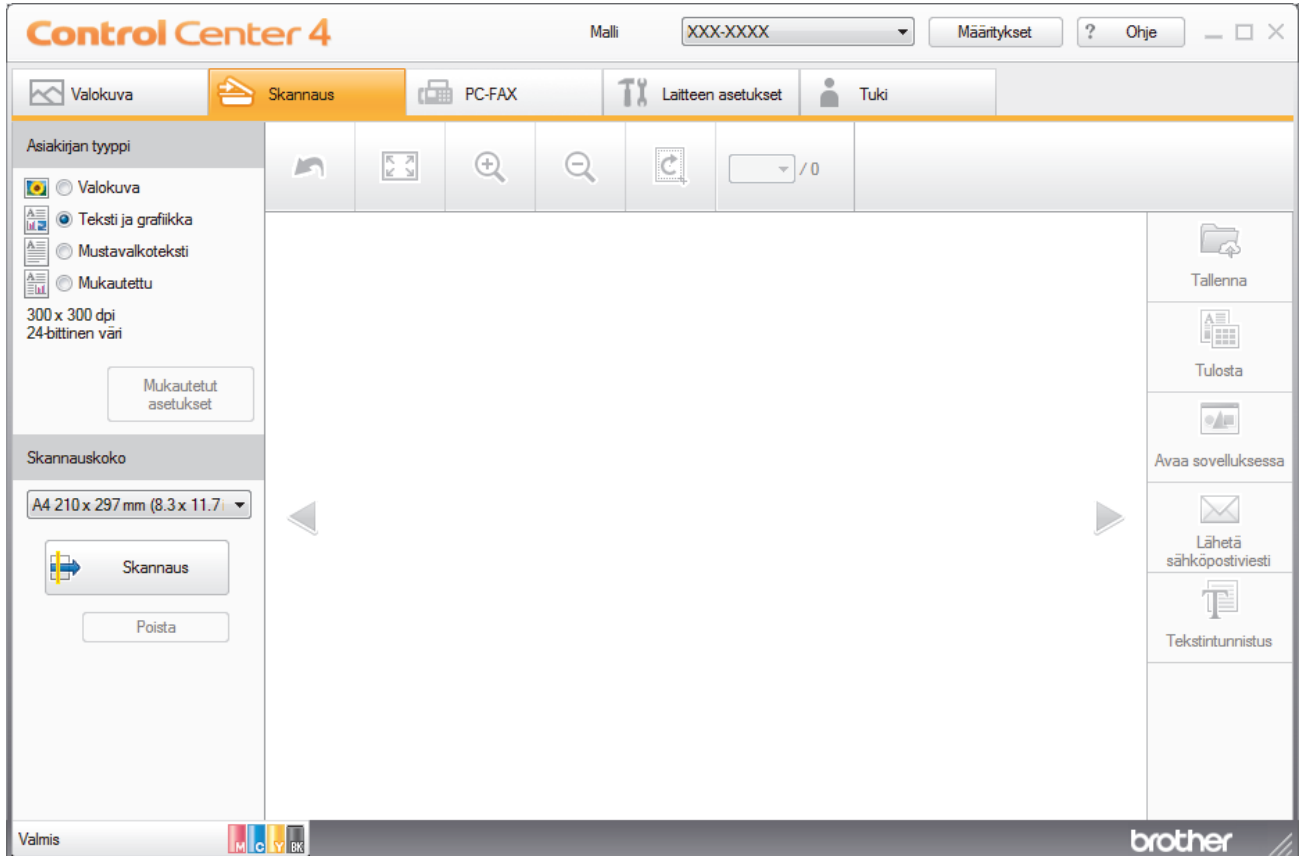 Control Center 4
Malli
XXX-XXXX
Määritykset
? Ohje
Valokuva
Skannaus
PC-FAX
Laitteen asetukset
Tuki
Asiakirjan tyyppi
Valokuva
Teksti ja grafiikka
Mustavalkoteksti
Mukautettu
300 x 300 dpi
24-bittinen väri
Mukautetut
asetukset
Skannauskoko
A4 210 x 297 mm (8.3 x 11.7
Skannaus
Poista
/ 0
Tallenna
Tulosta
Avaa sovelluksessa
Lähetä
sähköpostiviesti
Tekstintunnistus
Valmis
M C Y BK
brother